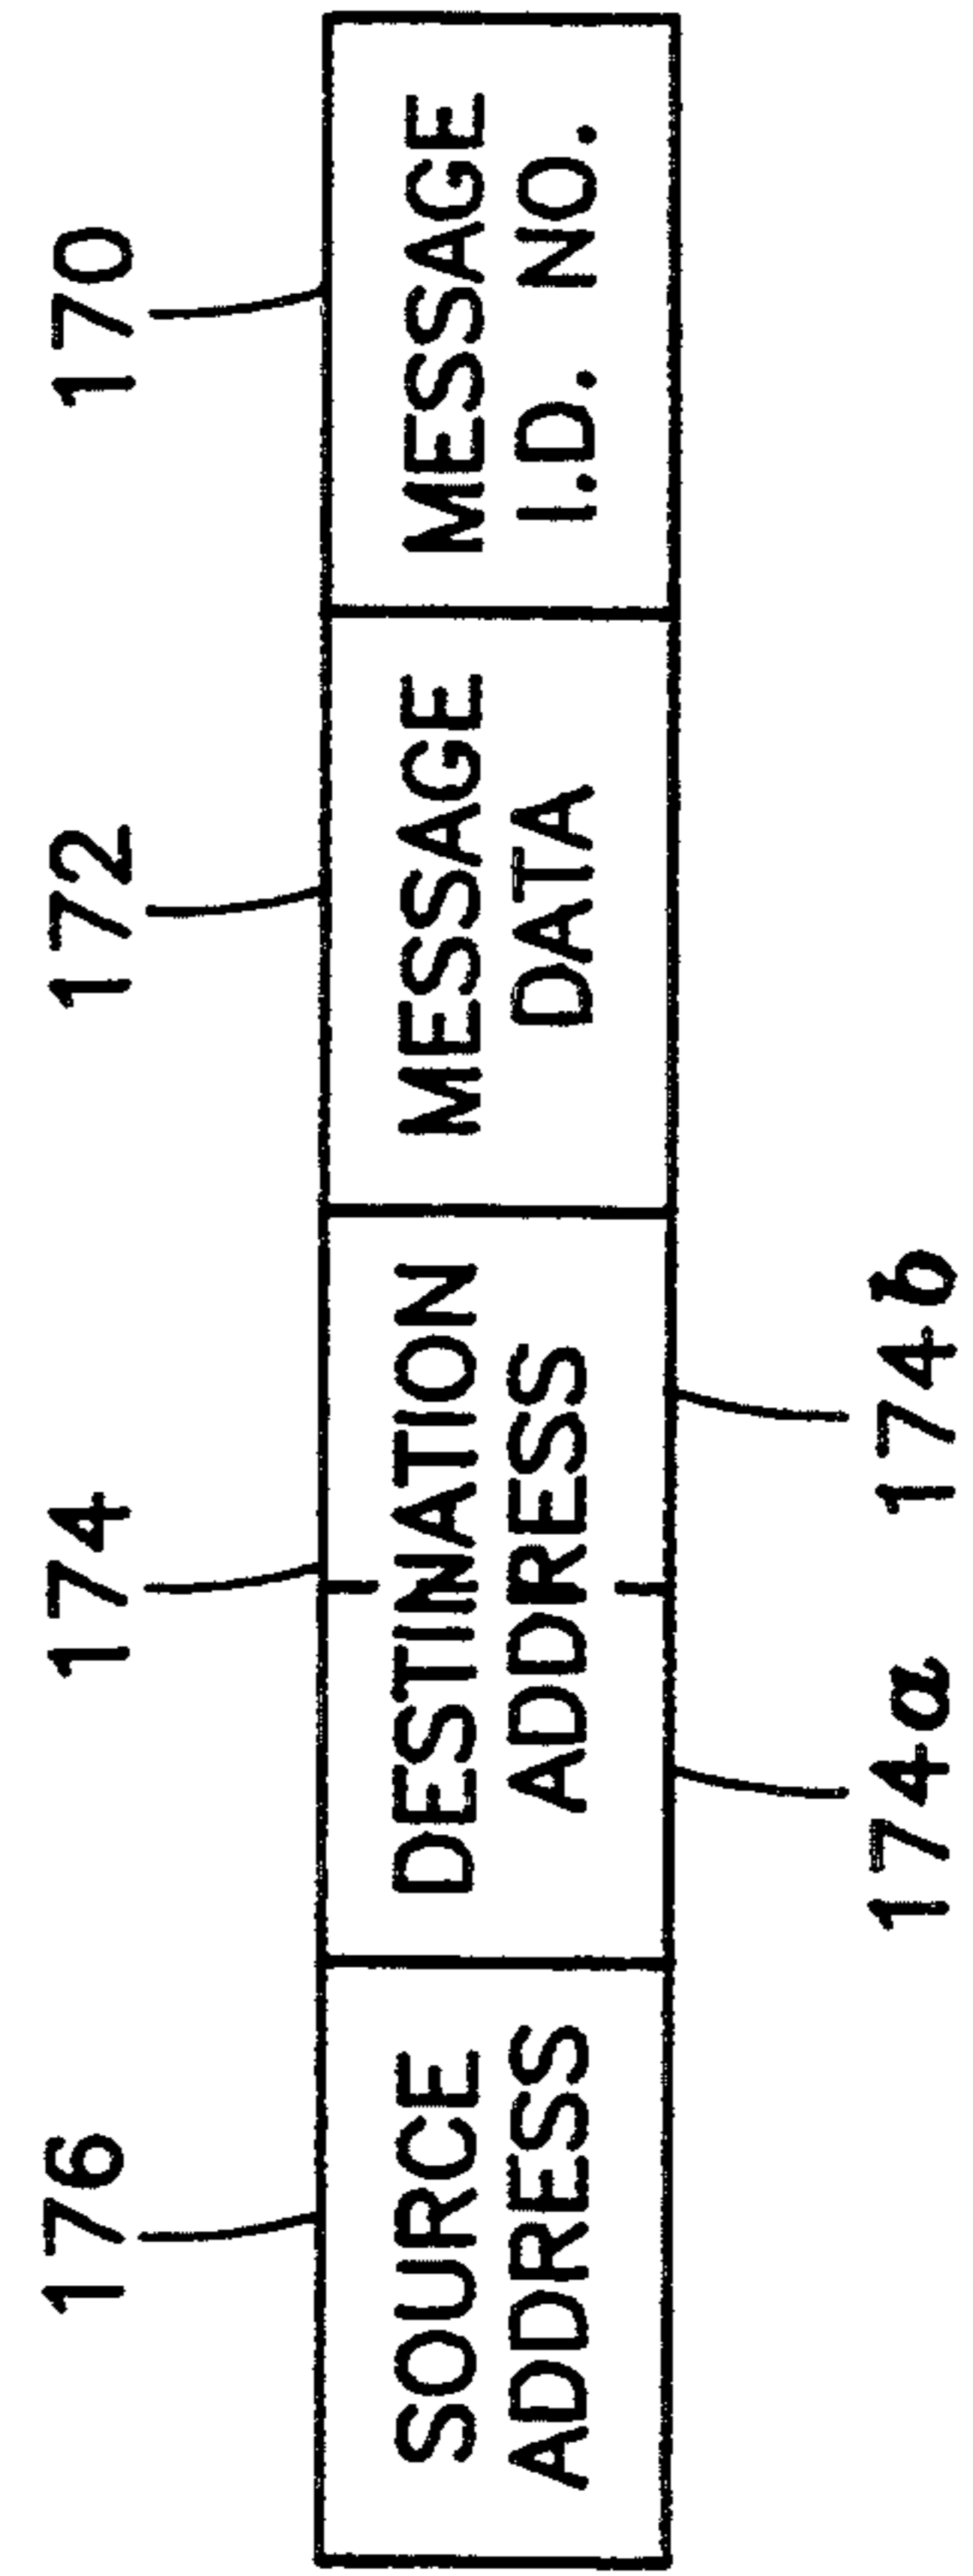 176
174
172
170
SOURCE
ADDRESS
DESTINATION
ADDRESS
MESSAGE
DATA
MESSAGE
I.D. NO.
174a
174b